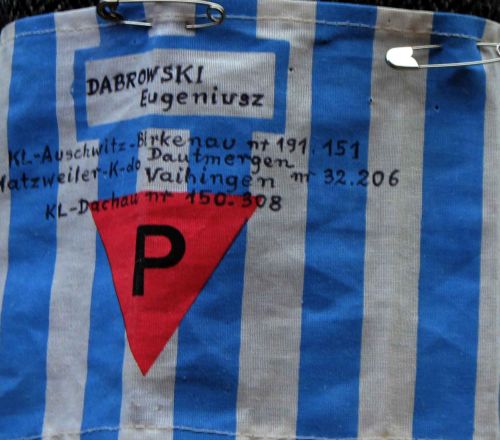 DABROWSKI
Eugeniusz
KL-Auschwitz-Birkenau nr 191.151
Natzweiler-K-do Dautmergen
Vaihingen nr 32.206
KL-Dachau nr 150.308
P